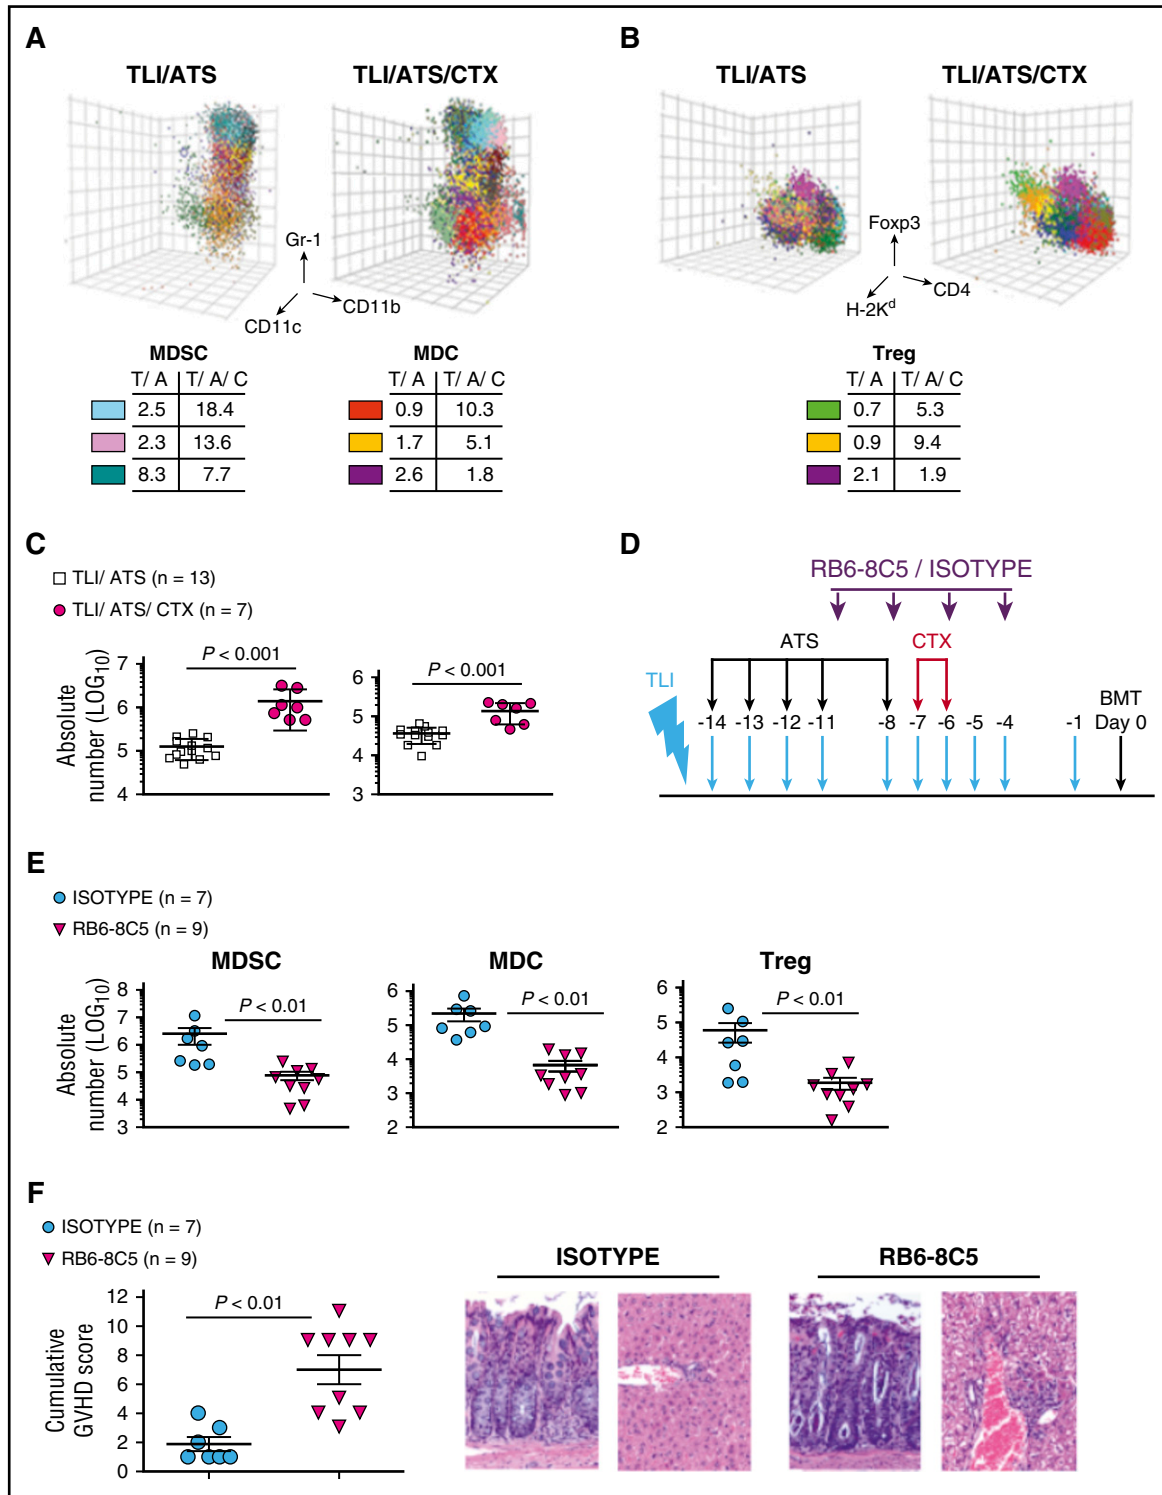 A
TLI/ATS TLI/ATS/CTX
Gr-1
CD11b
CD11c
MDSC
T/ A T/ A/ C
2.5 18.4
2.3 13.6
8.3 7.7
MDC
T/ A T/ A/ C
0.9 10.3
1.7 5.1
2.6 1.8
B
TLI/ATS TLI/ATS/CTX
Foxp3
CD4
H-2Kd
Treg
T/ A T/ A/ C
0.7 5.3
0.9 9.4
2.1 1.9
C
TLI/ ATS (n = 13)
TLI/ ATS/ CTX (n = 7)
Absolute
number (LOG10)
7
6
5
4
P < 0.001
6
5
4
3
P < 0.001
D
RB6-8C5 / ISOTYPE
ATS CTX
TLI
BMT
-14 -13 -12 -11 -8 -7 -6 -5 -4 -1 Day 0
E
ISOTYPE (n = 7)
RB6-8C5 (n = 9)
Absolute
number (LOG10)
MDSC
8
7
6
5
4
3
P < 0.01
MDC
6
5
4
3
2
P < 0.01
Treg
6
5
4
3
2
P < 0.01
F
ISOTYPE (n = 7)
RB6-8C5 (n = 9)
Cumulative
GVHD score
12
10
8
6
4
2
0
P < 0.01
ISOTYPE RB6-8C5